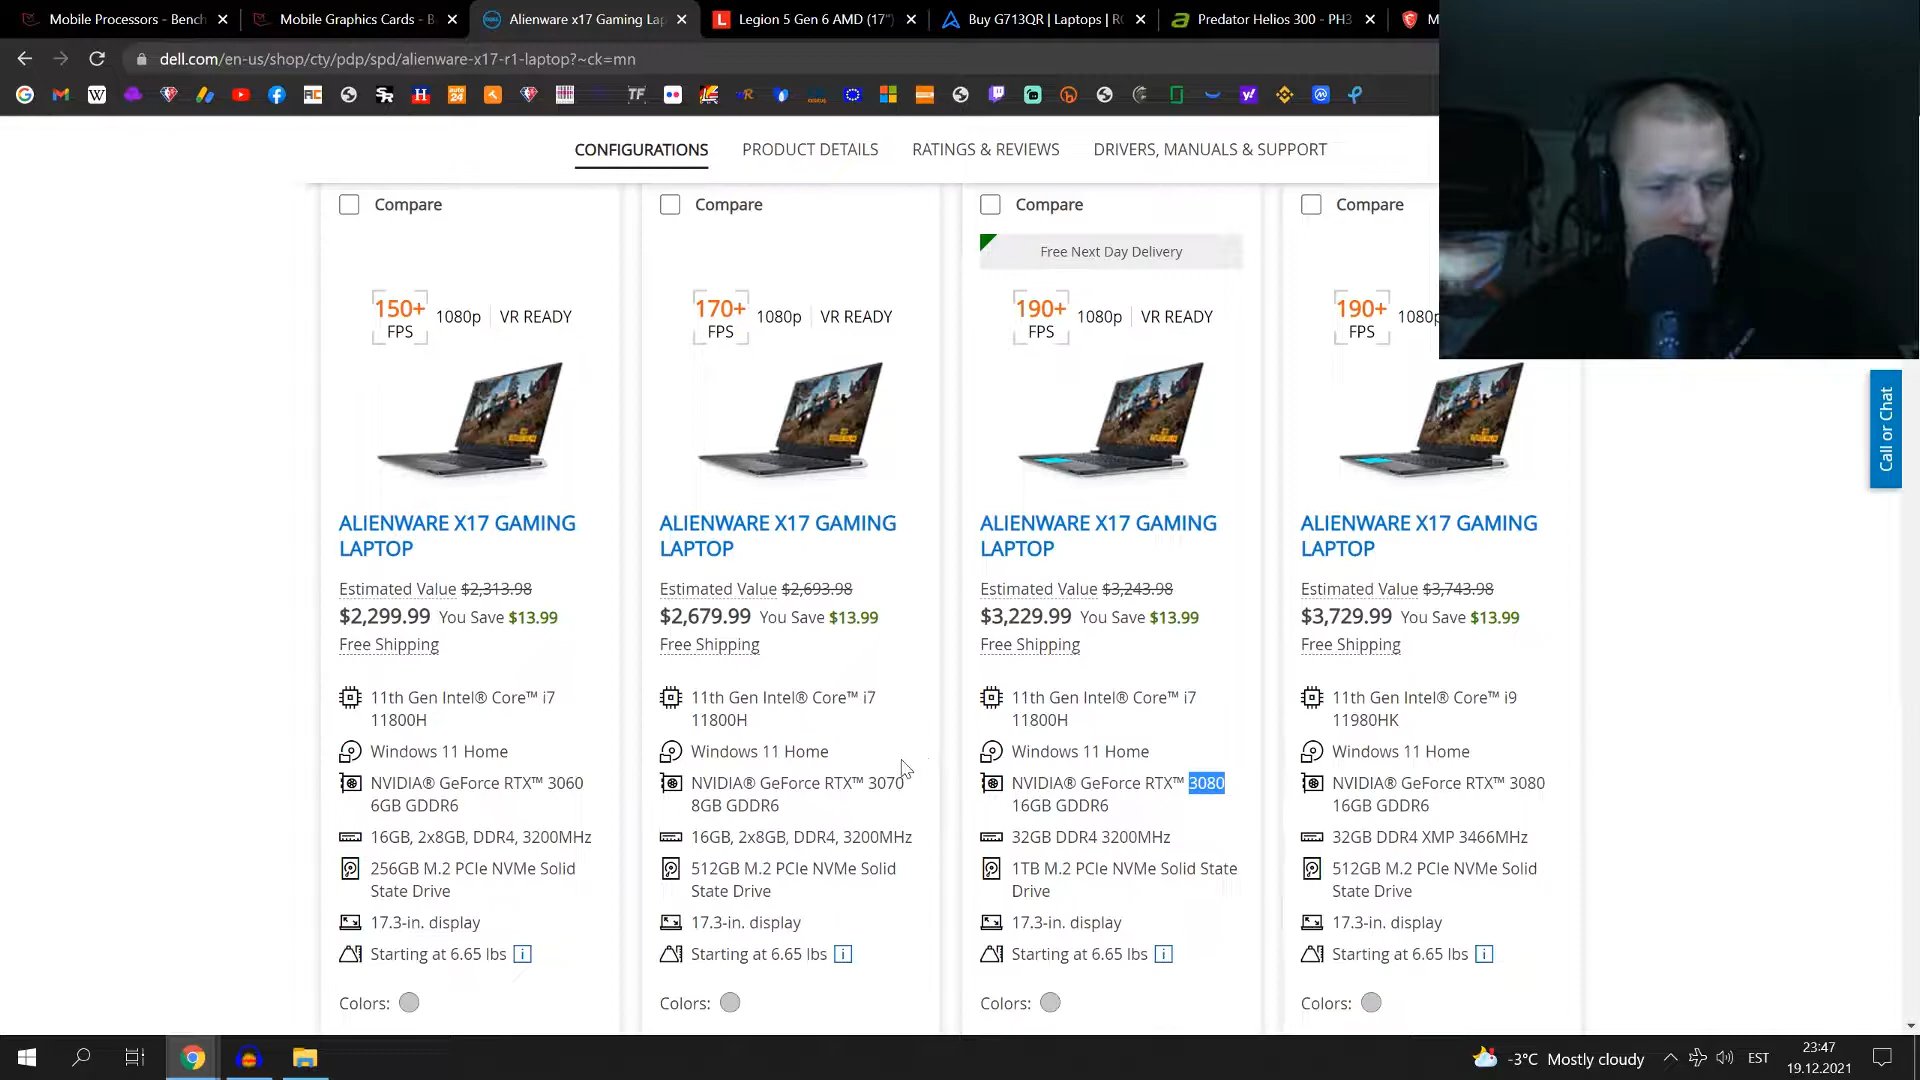 Mobile Processors - Bench
Mobile Graphics Cards - B
Alienware x17 Gaming Lap
Legion 5 Gen 6 AMD (17")
Buy G713QR | Laptops | R
Predator Helios 300 - PH3
M
dell.com/en-us/shop/cty/pdp/spd/alienware-x17-r1-laptop?~ck=mn
CONFIGURATIONS PRODUCT DETAILS RATINGS & REVIEWS DRIVERS, MANUALS & SUPPORT
Compare
150+ FPS 1080p VR READY
ALIENWARE X17 GAMING
LAPTOP
Estimated Value $2,313.98
$2,299.99 You Save $13.99
Free Shipping
11th Gen Intel® Core™ i7
11800H
Windows 11 Home
NVIDIA® GeForce RTX™ 3060
6GB GDDR6
16GB, 2x8GB, DDR4, 3200MHz
256GB M.2 PCIe NVMe Solid
State Drive
17.3-in. display
Starting at 6.65 lbs i
Colors:
Compare
170+ FPS 1080p VR READY
ALIENWARE X17 GAMING
LAPTOP
Estimated Value $2,693.98
$2,679.99 You Save $13.99
Free Shipping
11th Gen Intel® Core™ i7
11800H
Windows 11 Home
NVIDIA® GeForce RTX™ 3070
8GB GDDR6
16GB, 2x8GB, DDR4, 3200MHz
512GB M.2 PCIe NVMe Solid
State Drive
17.3-in. display
Starting at 6.65 lbs i
Colors:
Compare
Free Next Day Delivery
190+ FPS 1080p VR READY
ALIENWARE X17 GAMING
LAPTOP
Estimated Value $3,243.98
$3,229.99 You Save $13.99
Free Shipping
11th Gen Intel® Core™ i7
11800H
Windows 11 Home
NVIDIA® GeForce RTX™ 3080
16GB GDDR6
32GB DDR4 3200MHz
1TB M.2 PCIe NVMe Solid State
Drive
17.3-in. display
Starting at 6.65 lbs i
Colors:
Compare
190+ FPS 1080p
ALIENWARE X17 GAMING
LAPTOP
Estimated Value $3,743.98
$3,729.99 You Save $13.99
Free Shipping
11th Gen Intel® Core™ i9
11980HK
Windows 11 Home
NVIDIA® GeForce RTX™ 3080
16GB GDDR6
32GB DDR4 XMP 3466MHz
512GB M.2 PCIe NVMe Solid
State Drive
17.3-in. display
Starting at 6.65 lbs i
Colors:
Call or Chat
-3°C Mostly cloudy
EST
23:47
19.12.2021